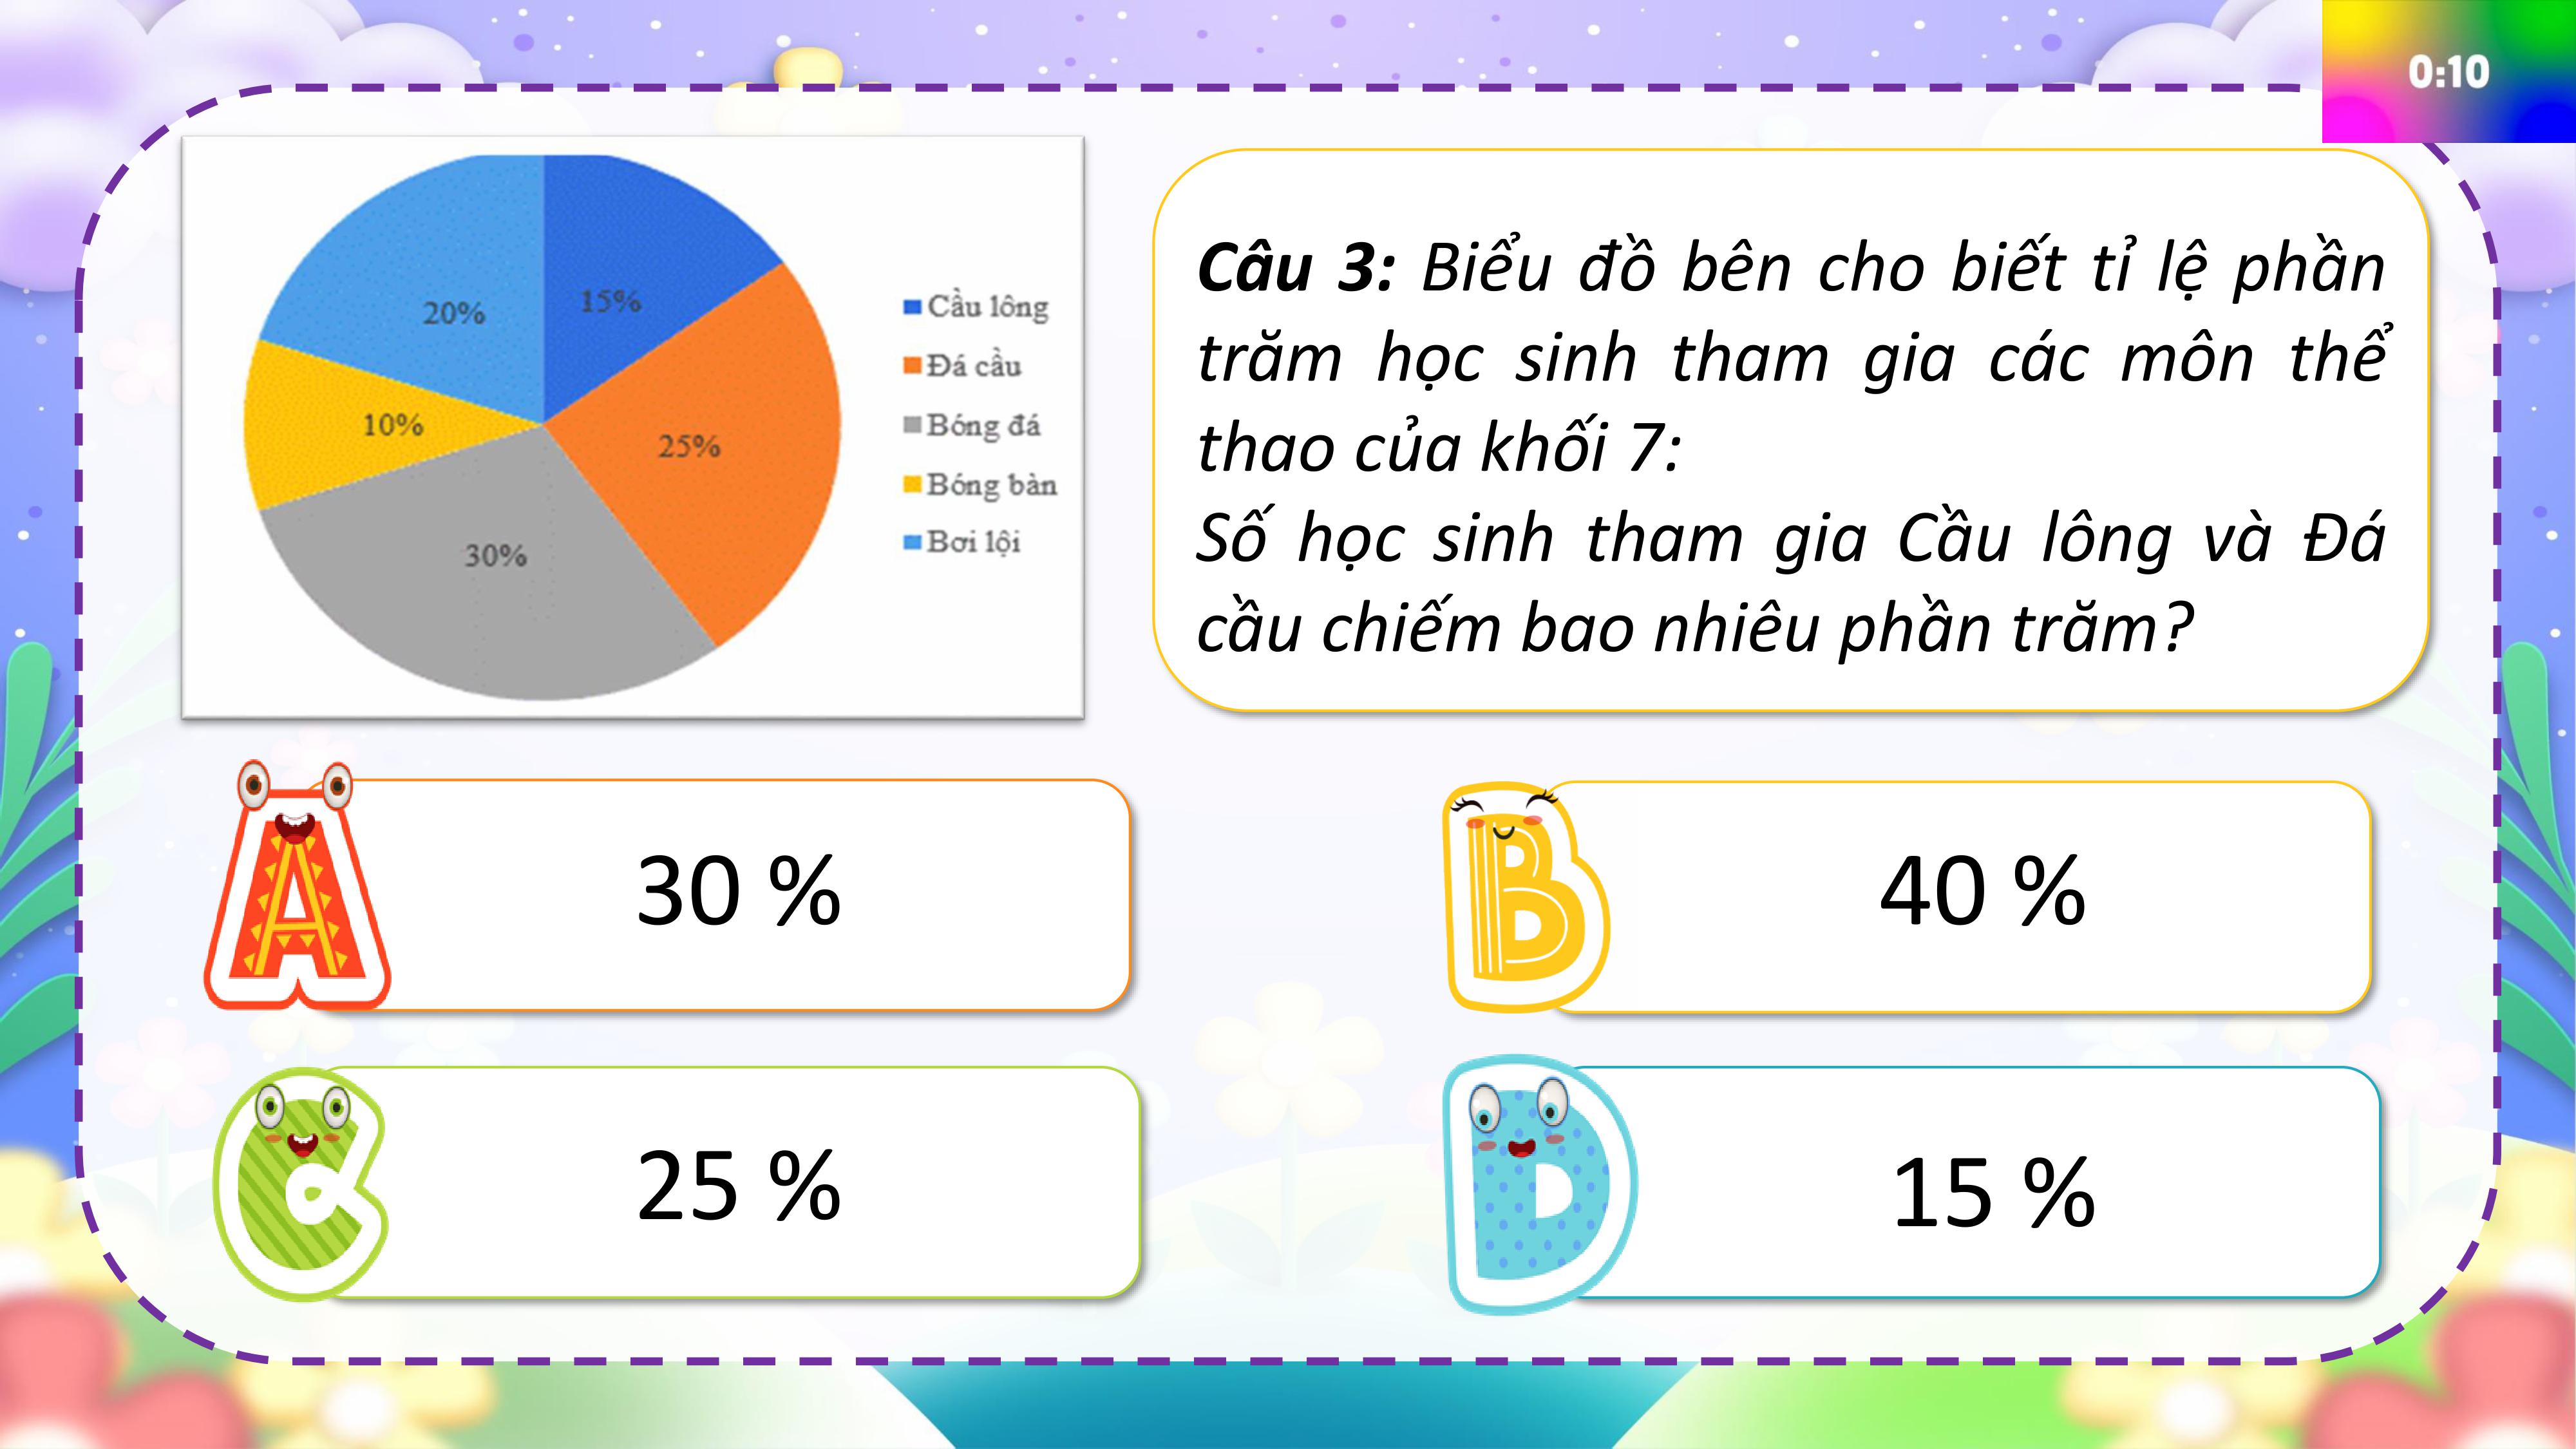 0:10
20%
15%
10%
25%
30%
Cầu lông
Đá cầu
Bóng đá
Bóng bàn
Bơi lội
Câu 3: Biểu đồ bên cho biết tỉ lệ phần
trăm học sinh tham gia các môn thể
thao của khối 7:
Số học sinh tham gia Cầu lông và Đá
cầu chiếm bao nhiêu phần trăm?
A
30 %
B
40 %
C
25 %
D
15 %